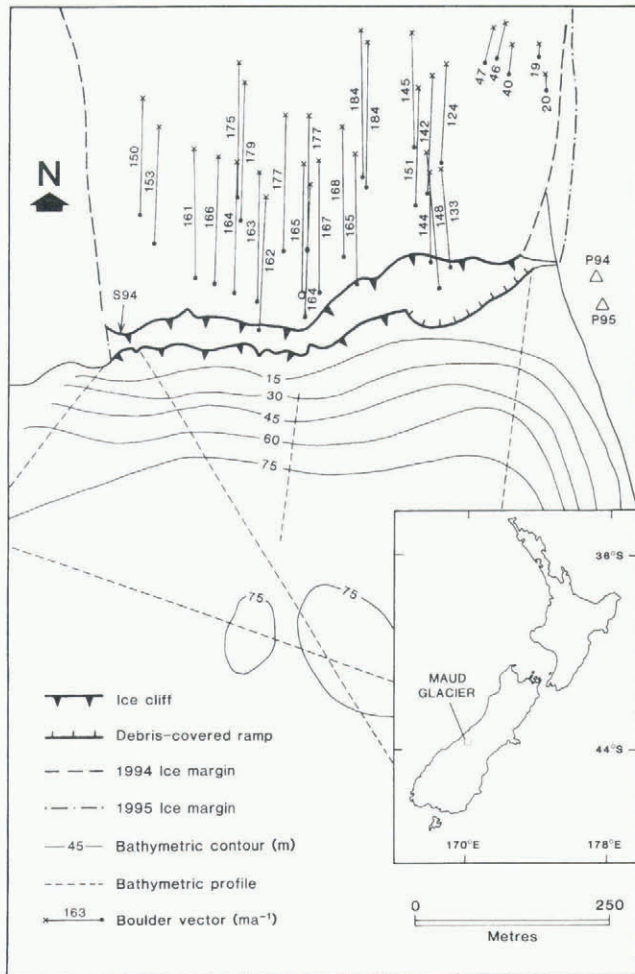 47
46
40
19
20
184
184
145
142
124
175
179
150
153
177
177
168
161
166
164
163
162
165
167
165
151
144
148
133
164
Q
N
S94
P94
P95
15
30
45
60
75
75
75
36°S
MAUD
GLACIER
44°S
170°E
178°E
Ice cliff
Debris-covered ramp
1994 Ice margin
1995 Ice margin
45 Bathymetric contour (m)
Bathymetric profile
163 Boulder vector (ma⁻¹)
0 250
Metres